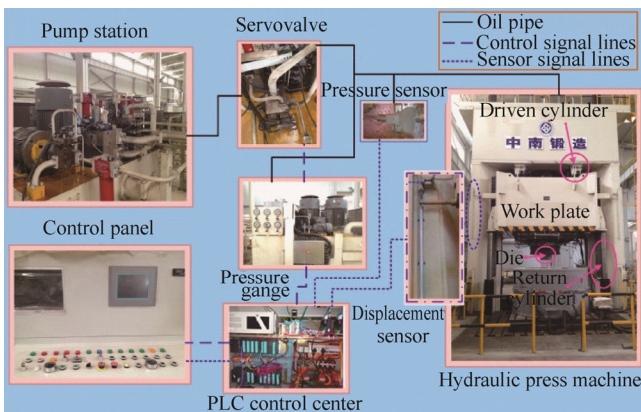 Pump station
Servovalve
Oil pipe
Control signal lines
Sensor signal lines
Pressure sensor
Driven cylinder
中南锻造
Work plate
Control panel
Die
Return
cylinder
Pressure
gange
Displacement
sensor
PLC control center
Hydraulic press machine